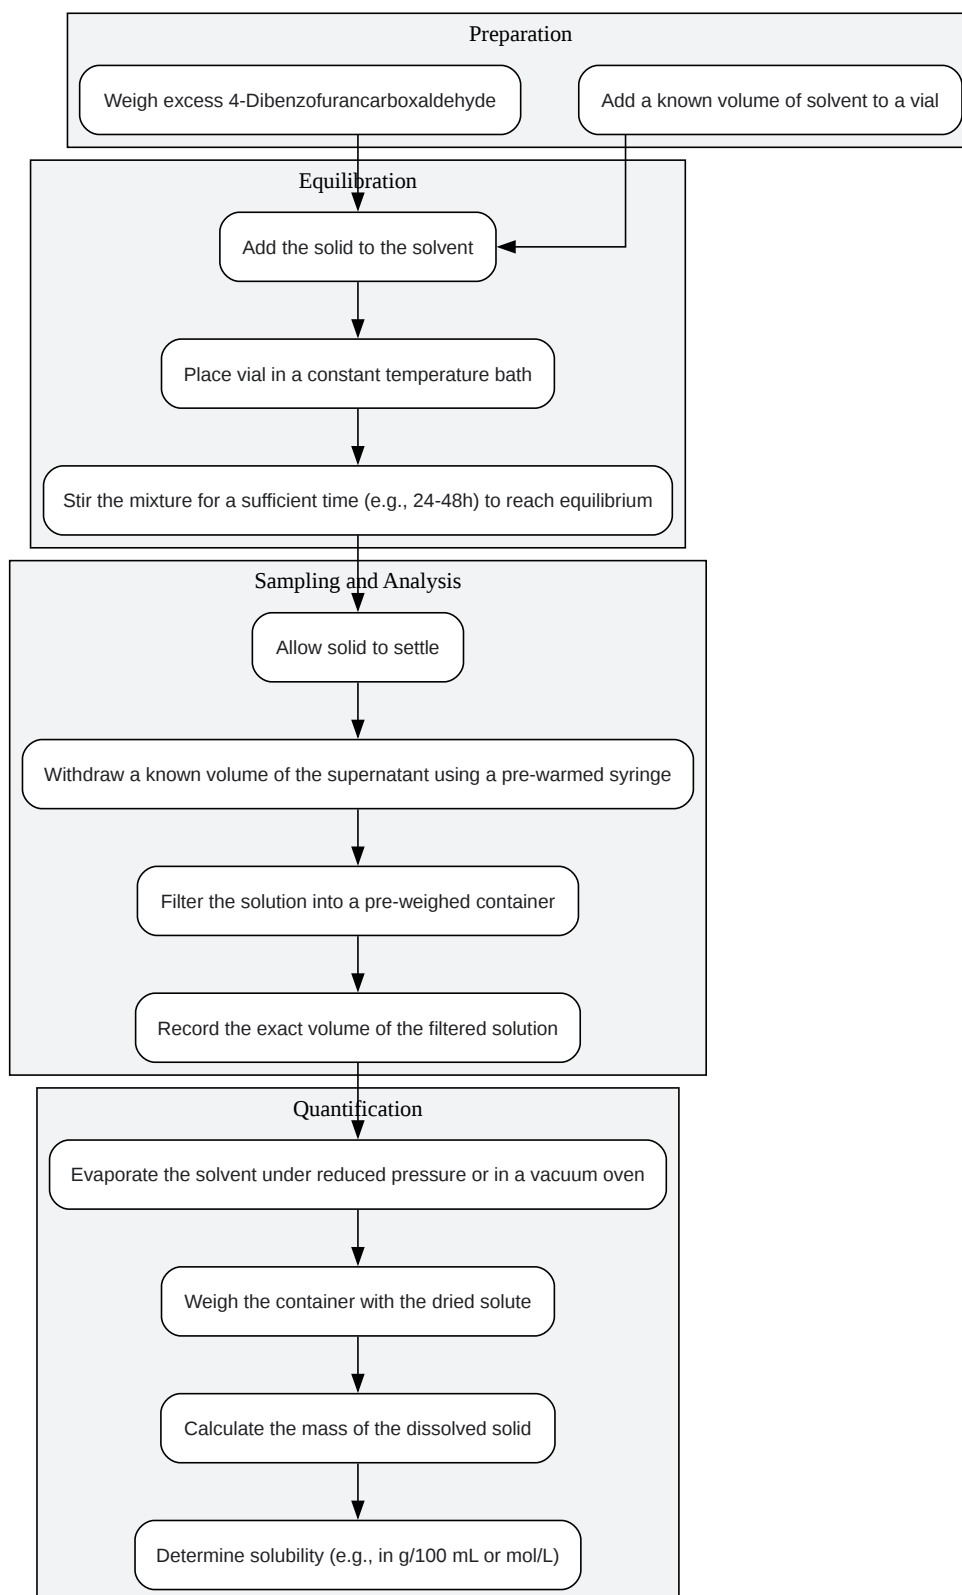 Preparation
Weigh excess 4-Dibenzofurancarboxaldehyde
Add a known volume of solvent to a vial
Equilibration
Add the solid to the solvent
Place vial in a constant temperature bath
Stir the mixture for a sufficient time (e.g., 24-48h) to reach equilibrium
Sampling and Analysis
Allow solid to settle
Withdraw a known volume of the supernatant using a pre-warmed syringe
Filter the solution into a pre-weighed container
Record the exact volume of the filtered solution
Quantification
Evaporate the solvent under reduced pressure or in a vacuum oven
Weigh the container with the dried solute
Calculate the mass of the dissolved solid
Determine solubility (e.g., in g/100 mL or mol/L)